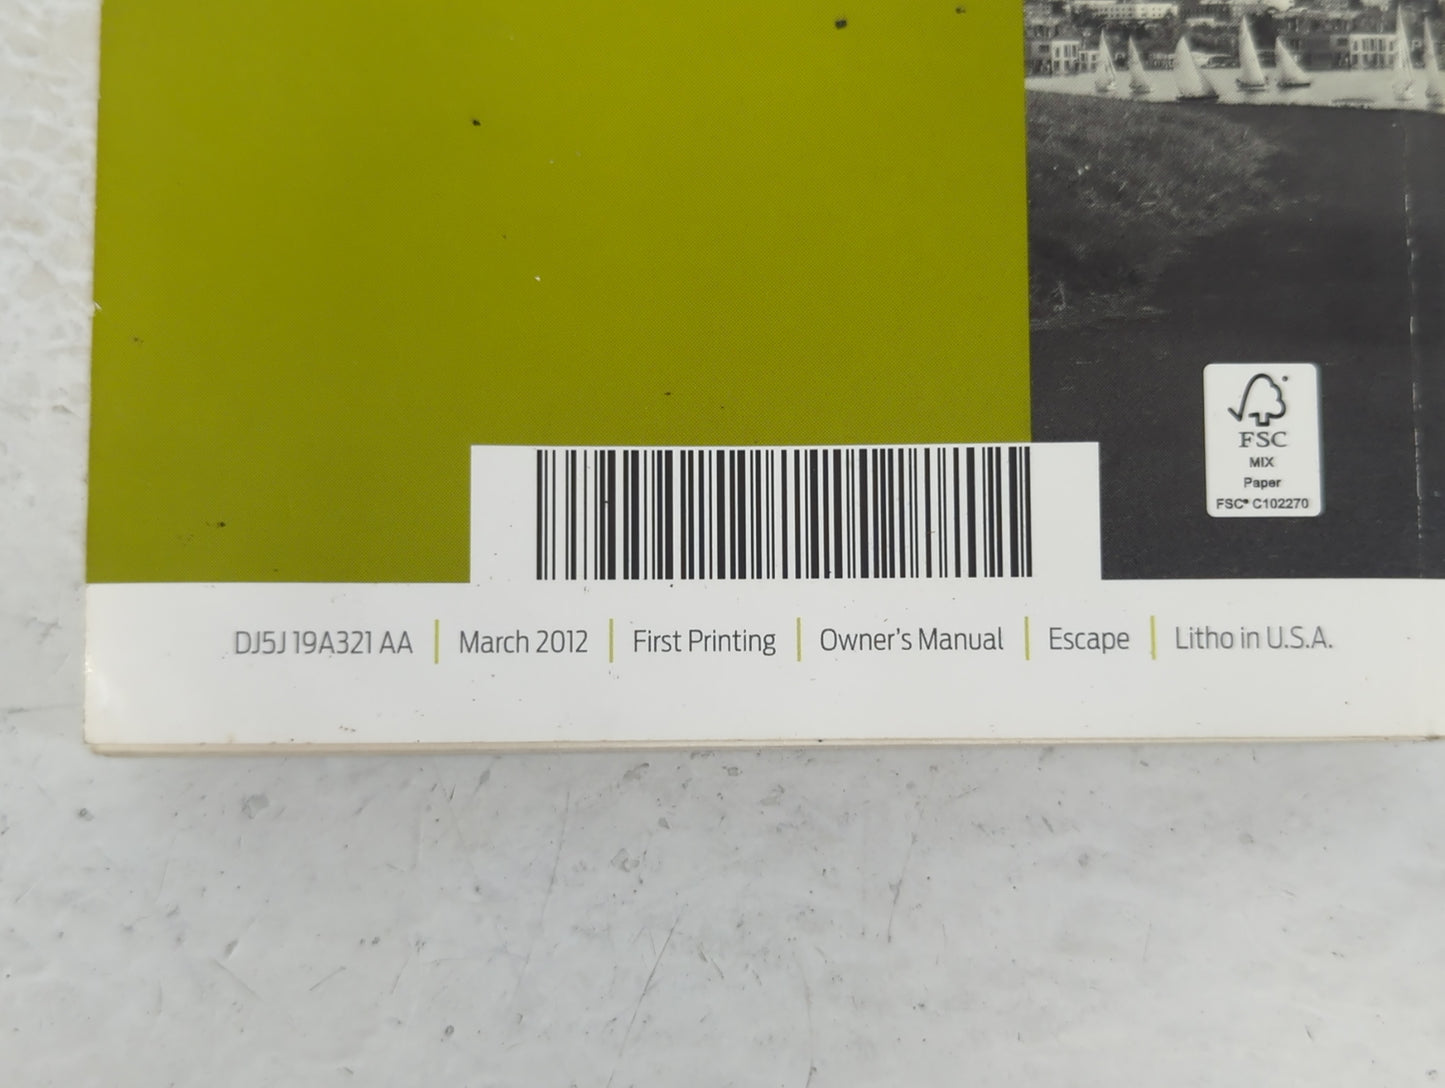 FSC
MIX
Paper
FSC® C102270
DJ5J 19A321 AA | March 2012 | First Printing | Owner's Manual | Escape | Litho in U.S.A.